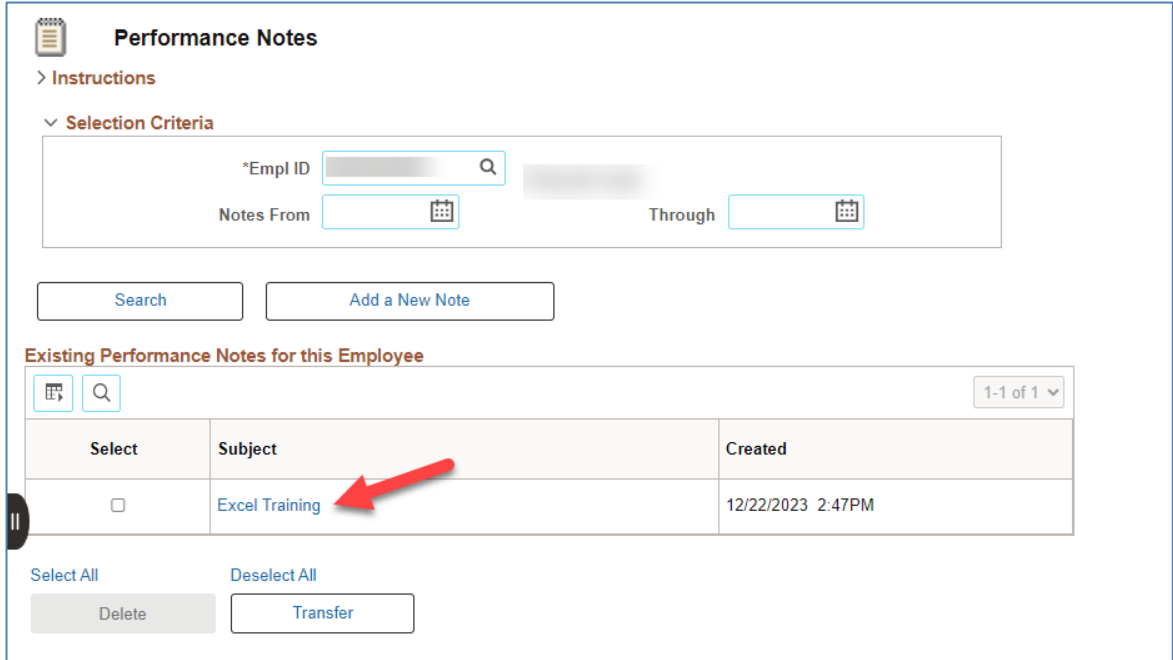 Performance Notes
Instructions
Selection Criteria
*Empl ID
Notes From Through
Search Add a New Note
Existing Performance Notes for this Employee
1-1 of 1
Select Subject Created
Excel Training 12/22/2023 2:47PM
Select All Deselect All
Delete Transfer